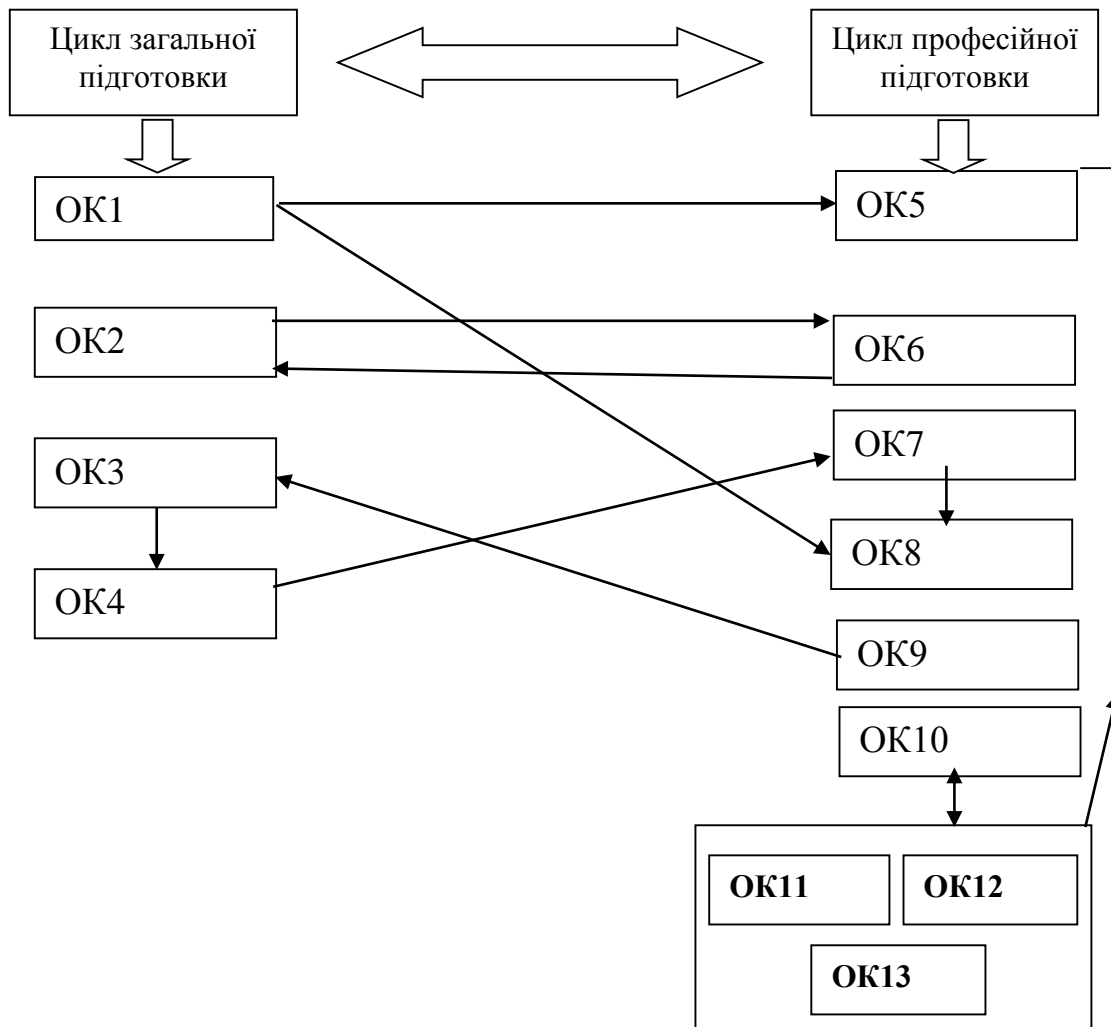 Цикл загальної
підготовки
Цикл професійної
підготовки
ОК1
ОК5
ОК2
ОК6
ОК3
ОК7
ОК8
ОК4
ОК9
ОК10
ОК11
ОК12
ОК13